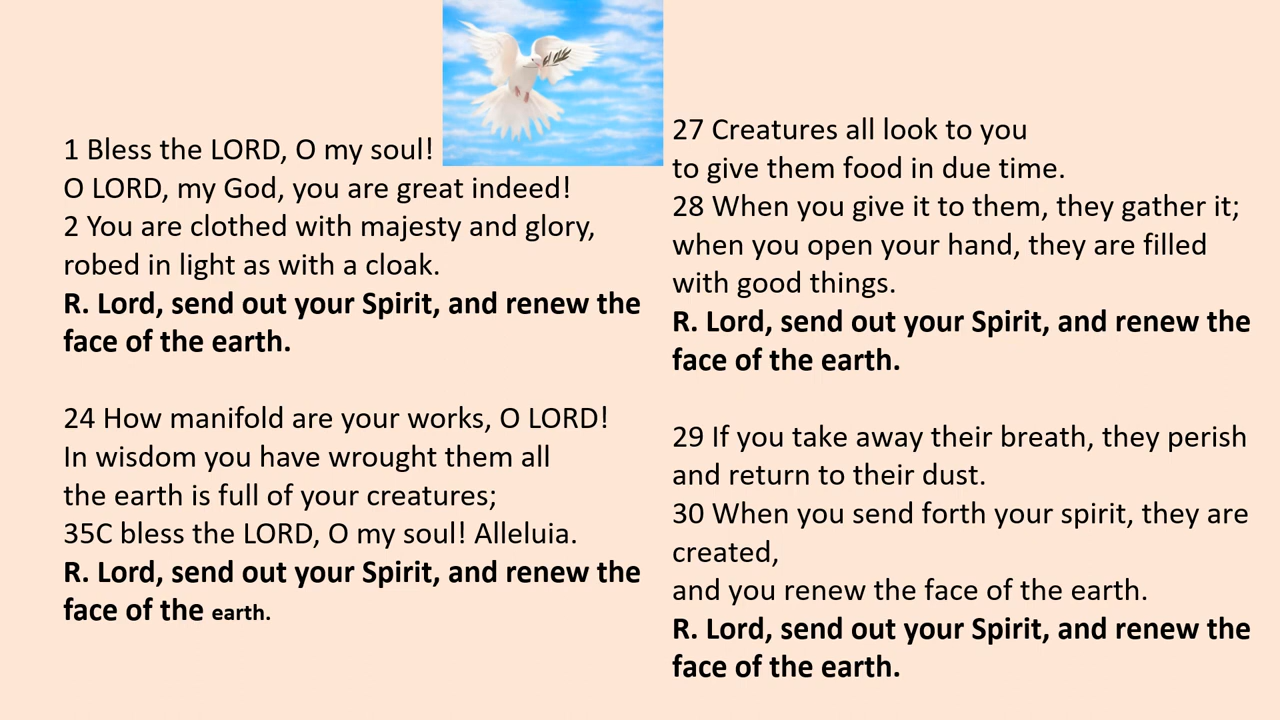 1 Bless the LORD, O my soul!
O LORD, my God, you are great indeed!
2 You are clothed with majesty and glory,
robed in light as with a cloak.
R. Lord, send out your Spirit, and renew the
face of the earth.
24 How manifold are your works, O LORD!
In wisdom you have wrought them all
the earth is full of your creatures;
35C bless the LORD, O my soul! Alleluia.
R. Lord, send out your Spirit, and renew the
face of the earth.
27 Creatures all look to you
to give them food in due time.
28 When you give it to them, they gather it;
when you open your hand, they are filled
with good things.
R. Lord, send out your Spirit, and renew the
face of the earth.
29 If you take away their breath, they perish
and return to their dust.
30 When you send forth your spirit, they are
created,
and you renew the face of the earth.
R. Lord, send out your Spirit, and renew the
face of the earth.